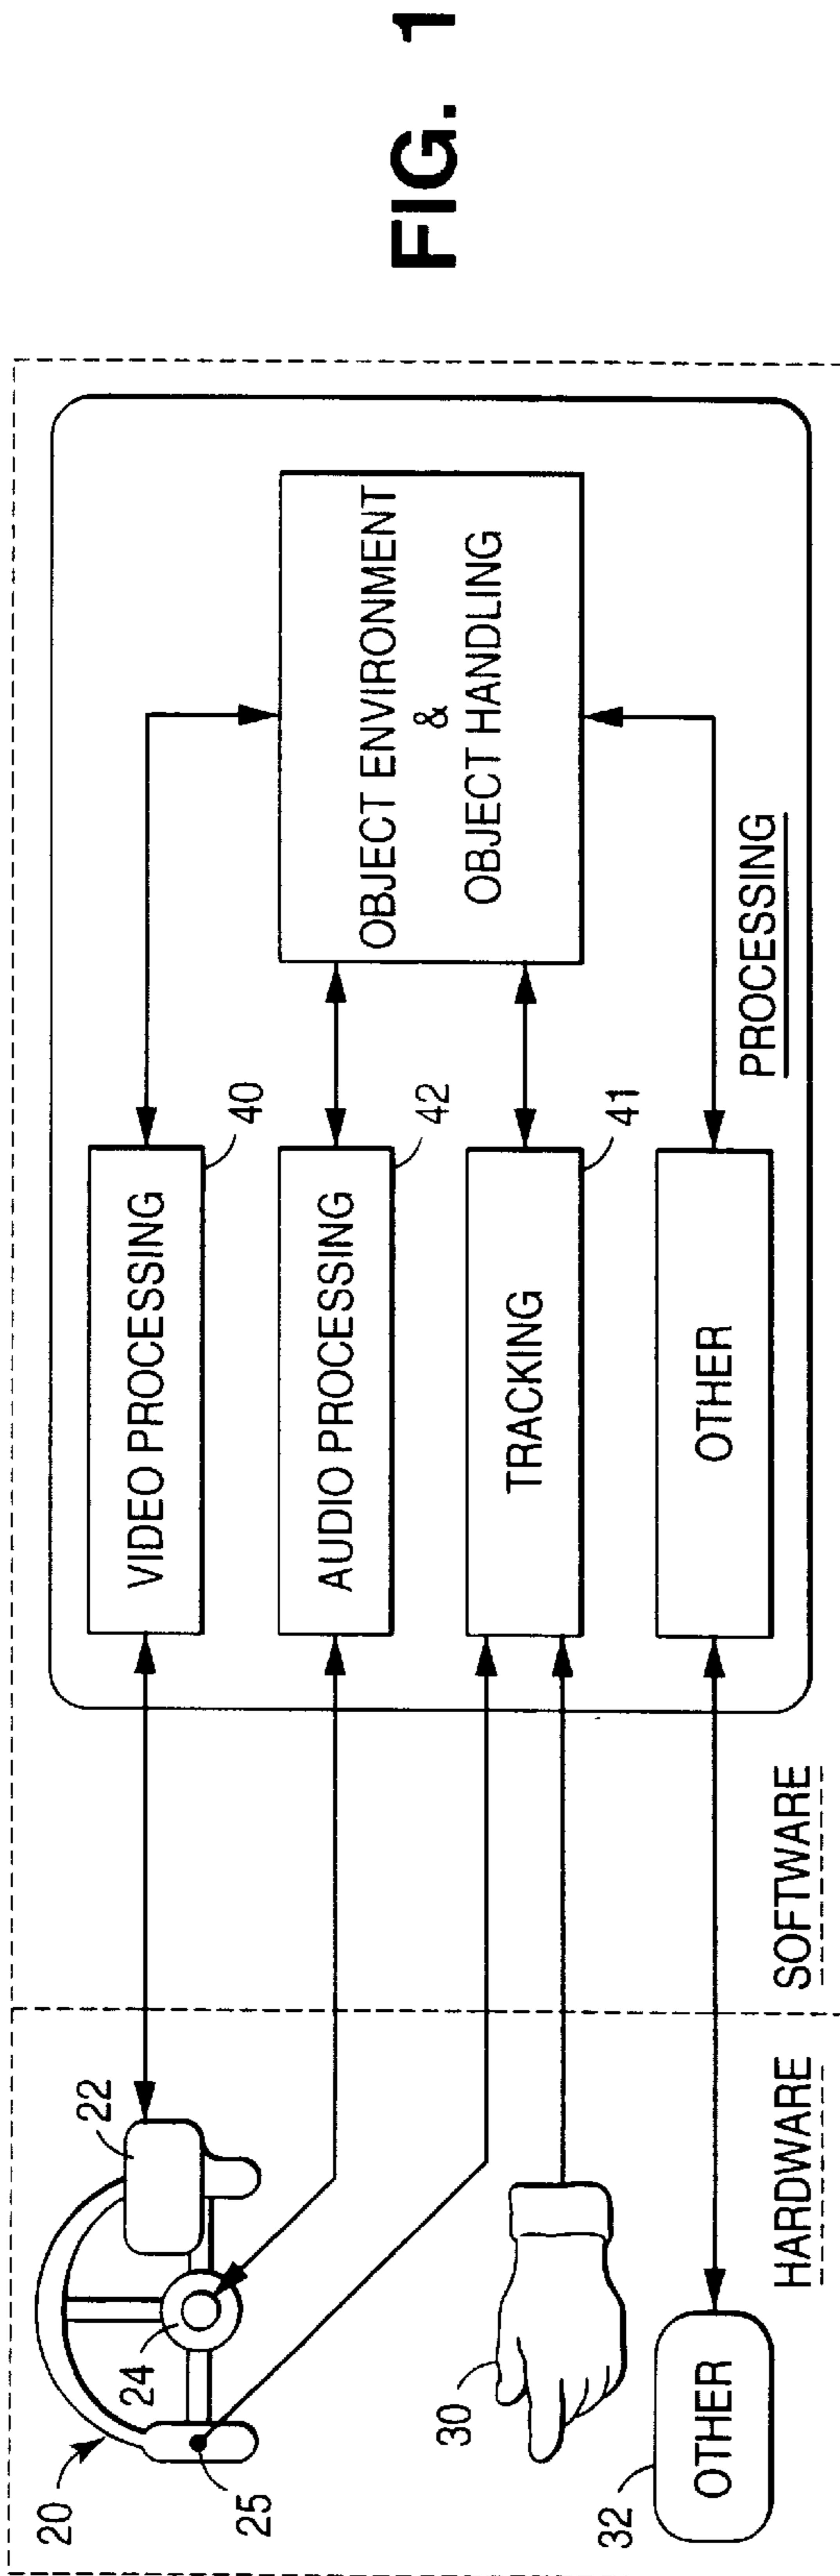 FIG. 1
20
22
24
25
30
32
OTHER
HARDWARE
SOFTWARE
VIDEO PROCESSING
40
AUDIO PROCESSING
42
TRACKING
41
OTHER
OBJECT ENVIRONMENT
&
OBJECT HANDLING
PROCESSING